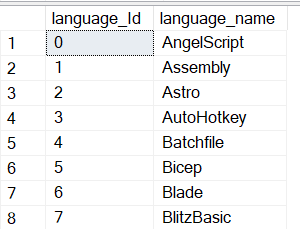 language_Id language_name
1 0 AngelScript
2 1 Assembly
3 2 Astro
4 3 AutoHotkey
5 4 Batchfile
6 5 Bicep
7 6 Blade
8 7 BlitzBasic